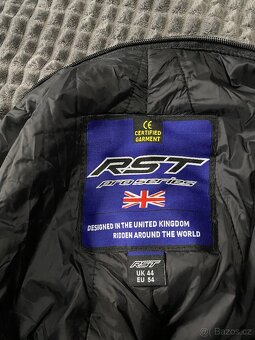 CE
CERTIFIED
GARMENT
RST
pro series
DESIGNED IN THE UNITED KINGDOM
RIDDEN AROUND THE WORLD
RST
UK 44
EU 54
Bazoš.cz